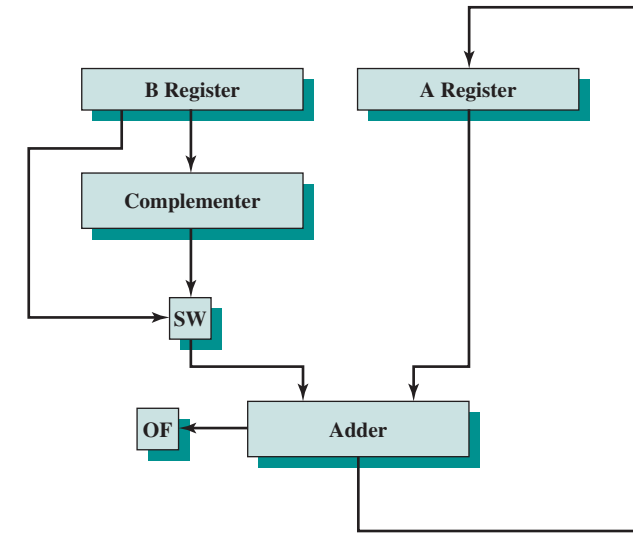 B Register
A Register
Complementer
SW
OF
Adder